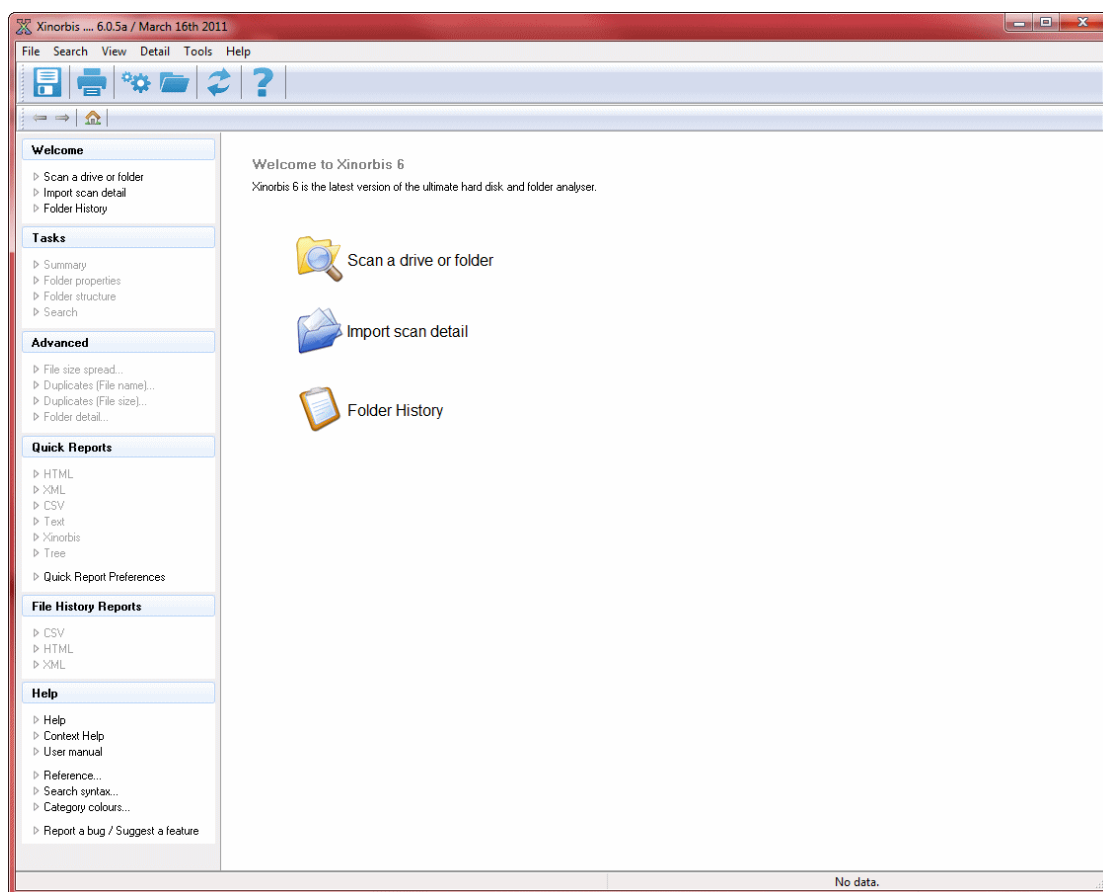 Xinorbis .... 6.0.5a / March 16th 2011
File Search View Detail Tools Help
Welcome
Scan a drive or folder
Import scan detail
Folder History
Tasks
Summary
Folder properties
Folder structure
Search
Advanced
File size spread...
Duplicates (File name)...
Duplicates (File size)...
Folder detail...
Quick Reports
HTML
XML
CSV
Text
Xinorbis
Tree
Quick Report Preferences
File History Reports
CSV
HTML
XML
Help
Help
Context Help
User manual
Reference...
Search syntax...
Category colours...
Report a bug / Suggest a feature
Welcome to Xinorbis 6
Xinorbis 6 is the latest version of the ultimate hard disk and folder analyser.
Scan a drive or folder
Import scan detail
Folder History
No data.